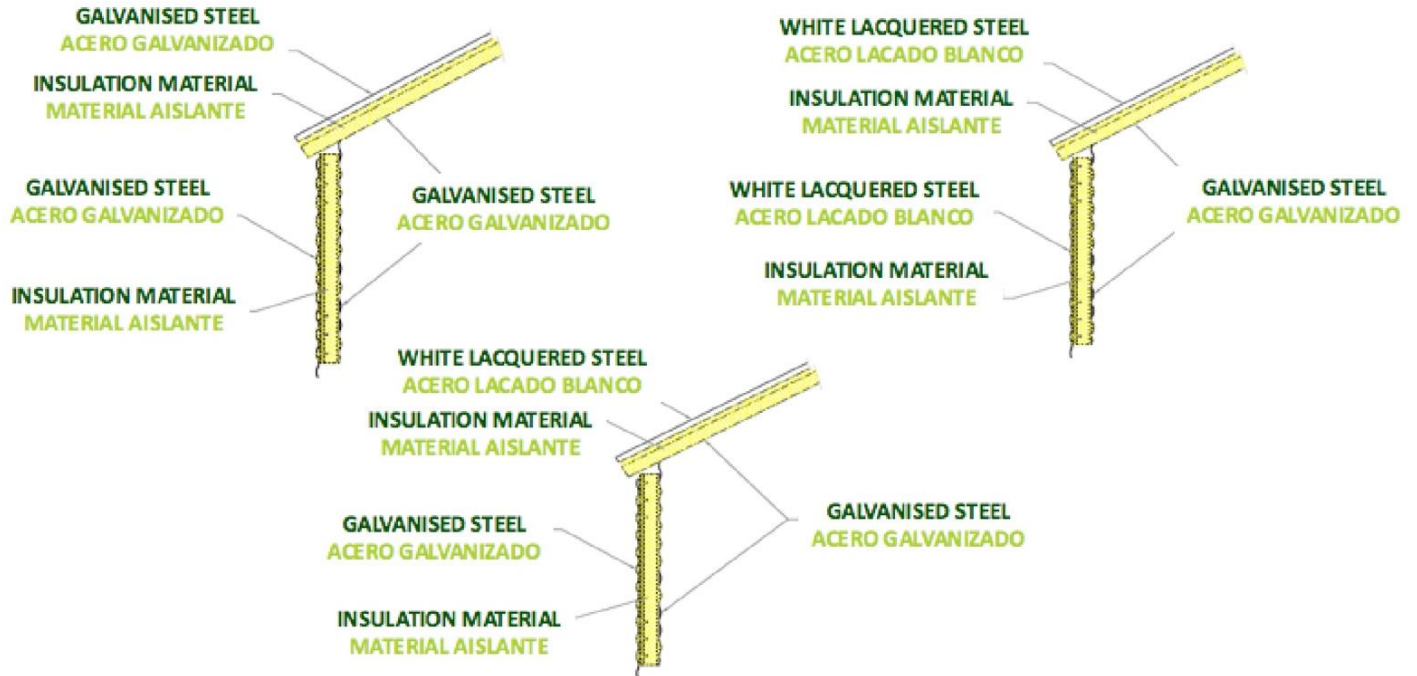 GALVANISED STEEL
ACERO GALVANIZADO
INSULATION MATERIAL
MATERIAL AISLANTE
GALVANISED STEEL
ACERO GALVANIZADO
GALVANISED STEEL
ACERO GALVANIZADO
INSULATION MATERIAL
MATERIAL AISLANTE
WHITE LACQUERED STEEL
ACERO LACADO BLANCO
INSULATION MATERIAL
MATERIAL AISLANTE
WHITE LACQUERED STEEL
ACERO LACADO BLANCO
GALVANISED STEEL
ACERO GALVANIZADO
INSULATION MATERIAL
MATERIAL AISLANTE
WHITE LACQUERED STEEL
ACERO LACADO BLANCO
INSULATION MATERIAL
MATERIAL AISLANTE
GALVANISED STEEL
ACERO GALVANIZADO
GALVANISED STEEL
ACERO GALVANIZADO
INSULATION MATERIAL
MATERIAL AISLANTE